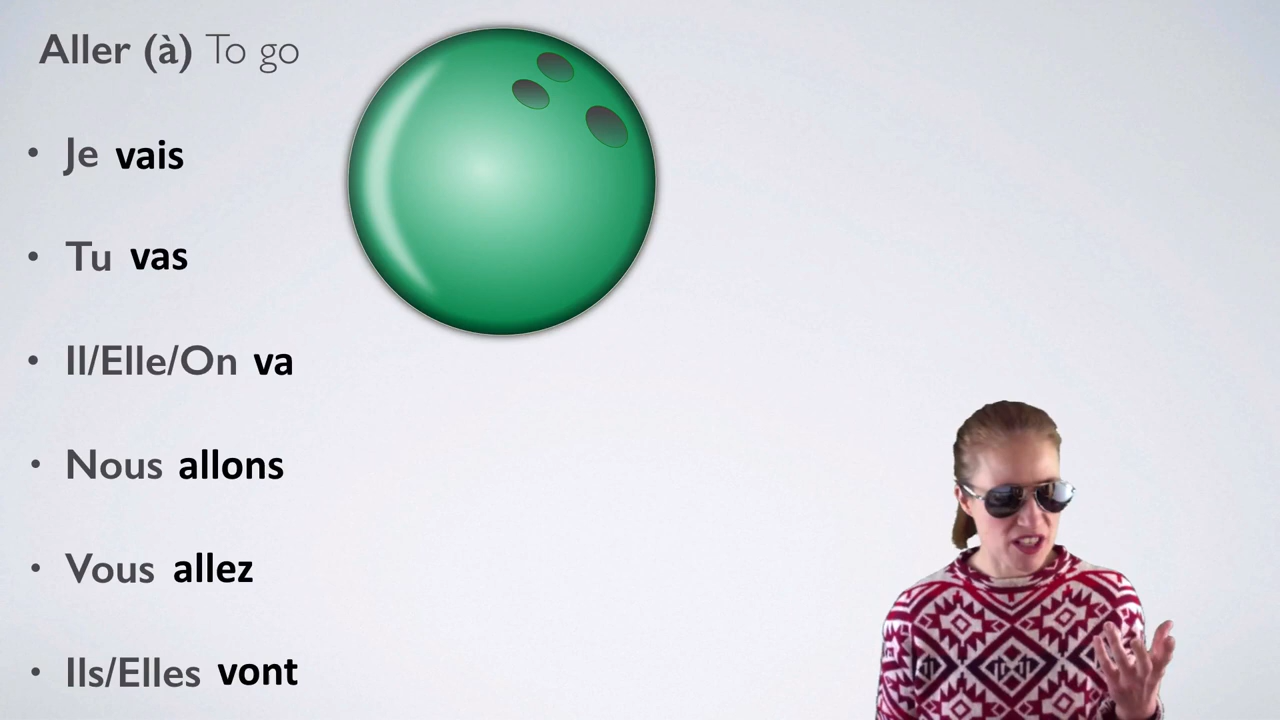 Aller (à) To go
• Je vais
• Tu vas
• Il/Elle/On va
• Nous allons
• Vous allez
• Ils/Elles vont